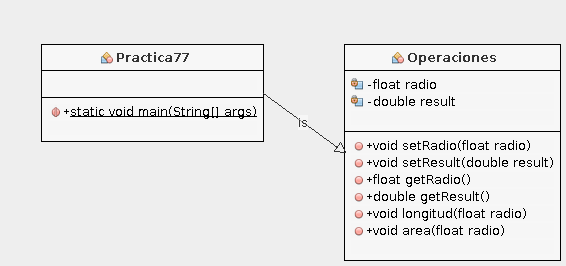 Practica77
+static void main(String[] args)
is
Operaciones
-float radio
-double result
+void setRadio(float radio)
+void setResult(double result)
+float getRadio()
+double getResult()
+void longitud(float radio)
+void area(float radio)